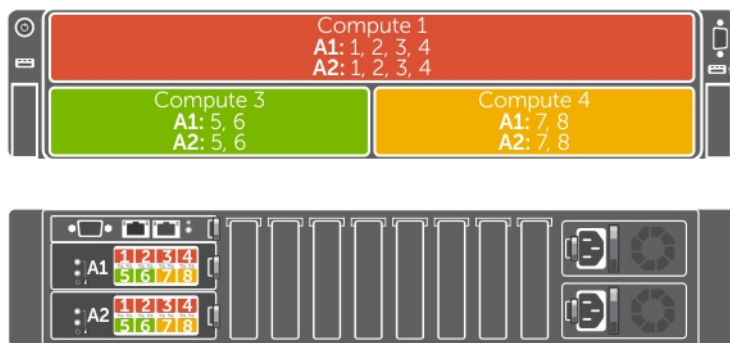 Compute 1
A1: 1, 2, 3, 4
A2: 1, 2, 3, 4
Compute 3
A1: 5, 6
A2: 5, 6
Compute 4
A1: 7, 8
A2: 7, 8
A1
1 2 3 4
5 6 7 8
A2
1 2 3 4
5 6 7 8